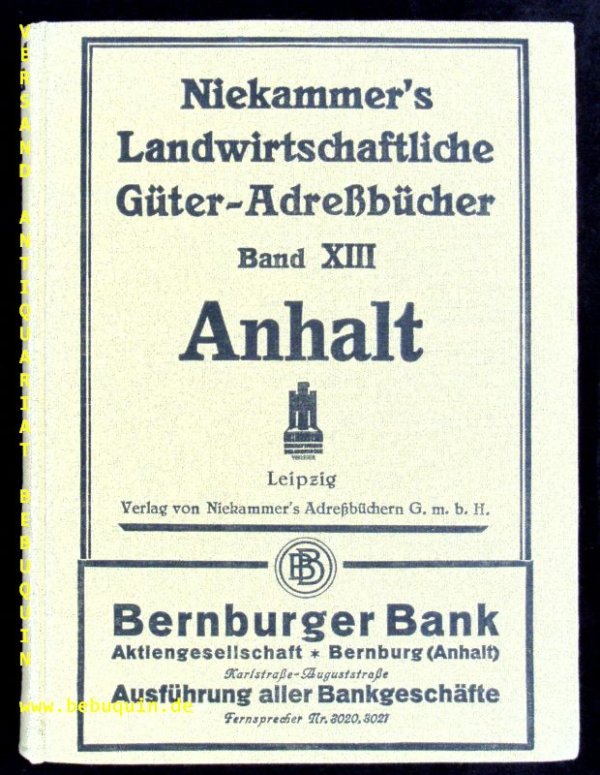 Niekammer's
Landwirtschaftliche
Güter-Adreßbücher
Band XIII
Anhalt
Leipzig
Verlag von Niekammer's Adreßbüchern G. m. b. H.
BB
Bernburger Bank
Aktiengesellschaft * Bernburg (Anhalt)
Karlstraße-Auguststraße
Ausführung aller Bankgeschäfte
Fernsprecher Nr. 3020, 3021
VERSAND ANTIQUARIAT BEBUQUIN
www.bebuquin.de